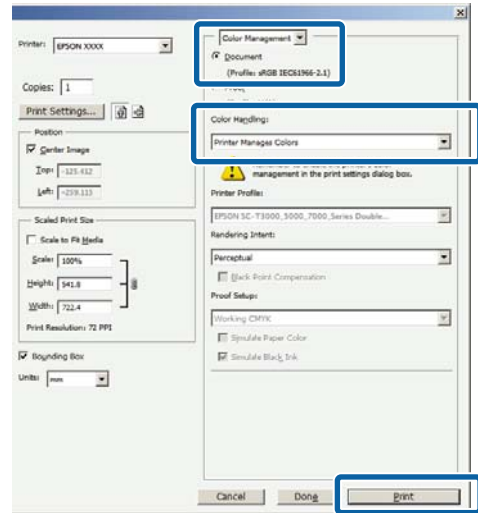 Printer: EPSON XXXX
Copies: 1
Print Settings...
Position
Center Image
Top: -125.412
Left: -259.113
Scaled Print Size
Scale to Fit Media
Scale: 100%
Height: 541.8
Width: 722.4
Print Resolution: 72 PPI
Bounding Box
Units: mm
Color Management
Document
(Profile: sRGB IEC61966-2.1)
Color Handling:
Printer Manages Colors
management in the print settings dialog box.
Printer Profile:
EPSON SC-T3000_5000_7000_Series Double...
Rendering Intent:
Perceptual
Black Point Compensation
Proof Setup:
Working CMYK
Simulate Paper Color
Simulate Black Ink
Cancel
Done
Print